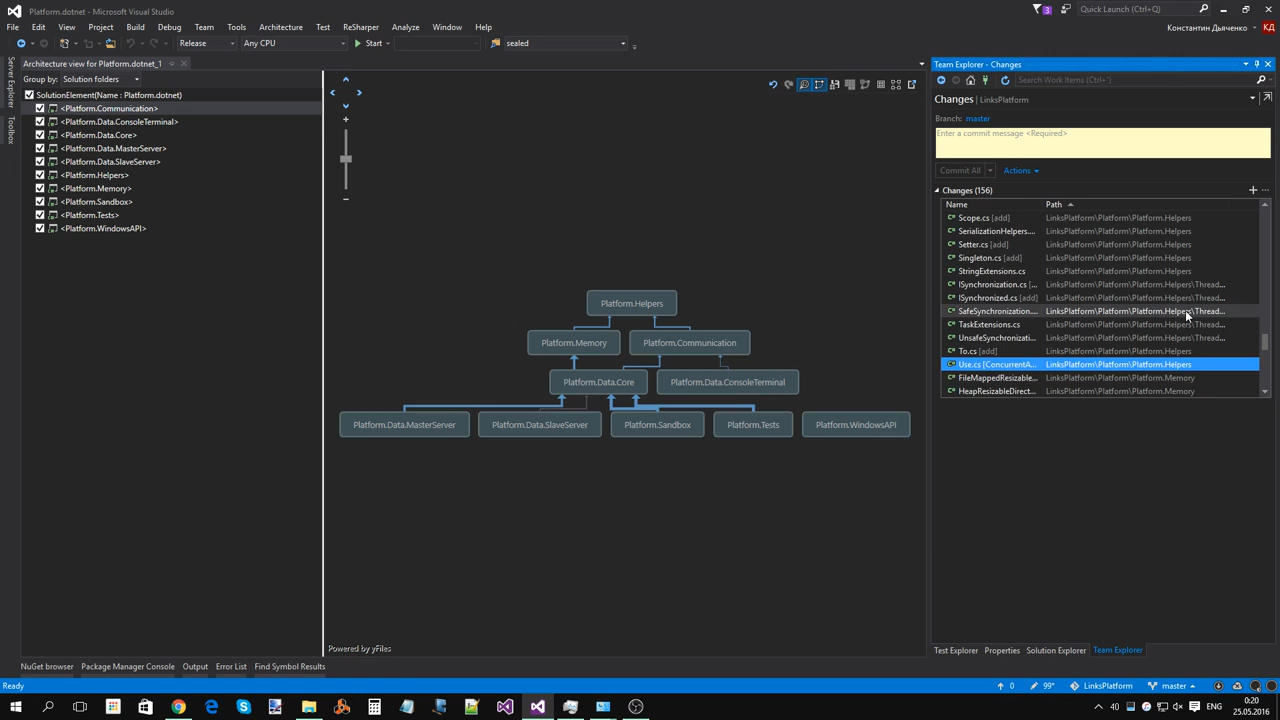 Platform.dotnet - Microsoft Visual Studio
3
Quick Launch (Ctrl+Q)
File Edit View Project Build Debug Team Tools Architecture Test ReSharper Analyze Window Help
Константин Дьяченко КД
Release Any CPU Start sealed
Server Explorer
Toolbox
Architecture view for Platform.dotnet_1
Group by: Solution folders
SolutionElement(Name : Platform.dotnet)
<Platform.Communication>
<Platform.Data.ConsoleTerminal>
<Platform.Data.Core>
<Platform.Data.MasterServer>
<Platform.Data.SlaveServer>
<Platform.Helpers>
<Platform.Memory>
<Platform.Sandbox>
<Platform.Tests>
<Platform.WindowsAPI>
Platform.Helpers
Platform.Memory Platform.Communication
Platform.Data.Core Platform.Data.ConsoleTerminal
Platform.Data.MasterServer Platform.Data.SlaveServer Platform.Sandbox Platform.Tests Platform.WindowsAPI
Powered by yFiles
Team Explorer - Changes
Search Work Items (Ctrl+')
Changes | LinksPlatform
Branch: master
Enter a commit message <Required>
Commit All Actions
Changes (156)
Name Path
Scope.cs [add] LinksPlatform\Platform\Platform.Helpers
SerializationHelpers.... LinksPlatform\Platform\Platform.Helpers
Setter.cs [add] LinksPlatform\Platform\Platform.Helpers
Singleton.cs [add] LinksPlatform\Platform\Platform.Helpers
StringExtensions.cs LinksPlatform\Platform\Platform.Helpers
ISynchronization.cs [... LinksPlatform\Platform\Platform.Helpers\Thread...
ISynchronized.cs [add] LinksPlatform\Platform\Platform.Helpers\Thread...
SafeSynchronization.... LinksPlatform\Platform\Platform.Helpers\Thread...
TaskExtensions.cs LinksPlatform\Platform\Platform.Helpers\Thread...
UnsafeSynchronizati... LinksPlatform\Platform\Platform.Helpers\Thread...
To.cs [add] LinksPlatform\Platform\Platform.Helpers
Use.cs [ConcurrentA... LinksPlatform\Platform\Platform.Helpers
FileMappedResizable... LinksPlatform\Platform\Platform.Memory
HeapResizableDirect... LinksPlatform\Platform\Platform.Memory
Test Explorer Properties Solution Explorer Team Explorer
NuGet browser Package Manager Console Output Error List Find Symbol Results
Ready 0 99* LinksPlatform master
40 ENG 0:20
25.05.2016